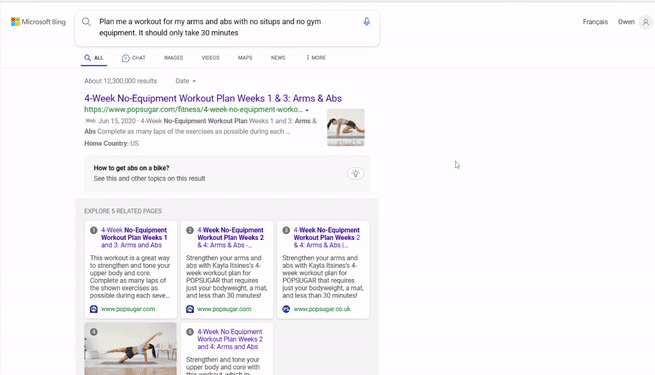 Microsoft Bing
Plan me a workout for my arms and abs with no situps and no gym
equipment. It should only take 30 minutes
Français
Owen
ALL
CHAT
IMAGES
VIDEOS
MAPS
NEWS
MORE
About 12,300,000 results
Date
4-Week No-Equipment Workout Plan Weeks 1 & 3: Arms & Abs
https://www.popsugar.com/fitness/4-week-no-equipment-worko...
Web Jun 15, 2020 · 4-Week No-Equipment Workout Plan Weeks 1 and 3: Arms &
Abs Complete as many laps of the exercises as possible during each ...
Home Country: US
How to get abs on a bike?
See this and other topics on this result
EXPLORE 5 RELATED PAGES
1 4-Week No-Equipment
Workout Plan Weeks 1
and 3: Arms and Abs
This workout is a great way
to strengthen and tone your
upper body and core.
Complete as many laps of
the shown exercises as
possible during each seve...
www.popsugar.com
2 4-Week No-Equipment
Workout Plan Weeks 2
& 4: Arms & Abs -...
Strengthen your arms and
abs with Kayla Itsines's 4-
week workout plan for
POPSUGAR that requires
just your bodyweight, a mat,
and less than 30 minutes!
www.popsugar.com
3 4-Week No-Equipment
Workout Plan Weeks 2
& 4: Arms & Abs |...
Strengthen your arms and
abs with Kayla Itsines's 4-
week workout plan for
POPSUGAR that requires
just your bodyweight, a mat,
and less than 30 minutes!
www.popsugar.co.uk
4
5 4-Week No-Equipment
Workout Plan Weeks 2
and 4: Arms and Abs
Strengthen and tone your
upper body and core with